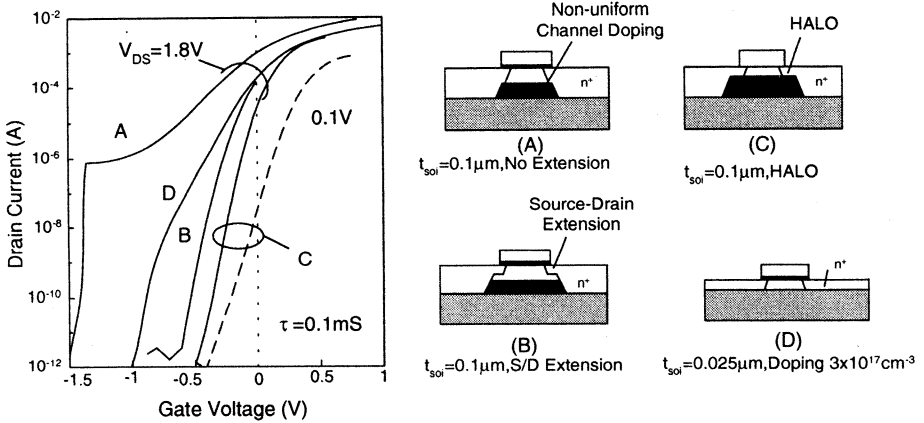 10⁻²
10⁻⁴
10⁻⁶
10⁻⁸
10⁻¹⁰
10⁻¹²
Drain Current (A)
V_DS=1.8V
A
D
B
C
0.1V
τ=0.1mS
-1.5
-1
-0.5
0
0.5
1
Gate Voltage (V)
Non-uniform
Channel Doping
n⁺
(A)
t_soi=0.1μm,No Extension
HALO
n⁺
(C)
t_soi=0.1μm,HALO
Source-Drain
Extension
n⁺
(B)
t_soi=0.1μm,S/D Extension
n⁺
(D)
t_soi=0.025μm,Doping 3x10¹⁷cm⁻³